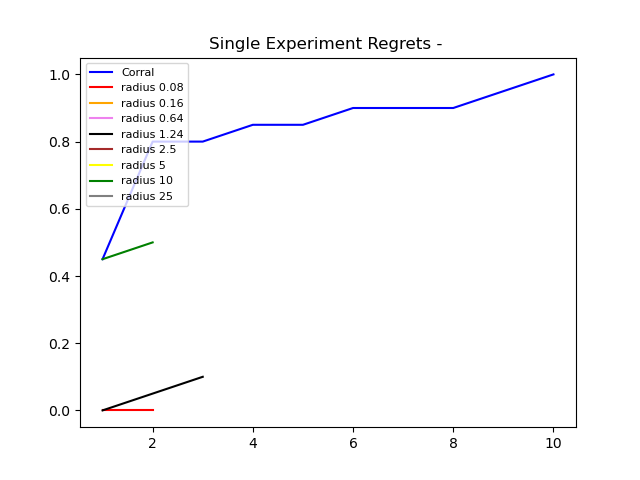 Single Experiment Regrets -
1.0
0.8
0.6
0.4
0.2
0.0
Corral
radius 0.08
radius 0.16
radius 0.64
radius 1.24
radius 2.5
radius 5
radius 10
radius 25
2 4 6 8 10